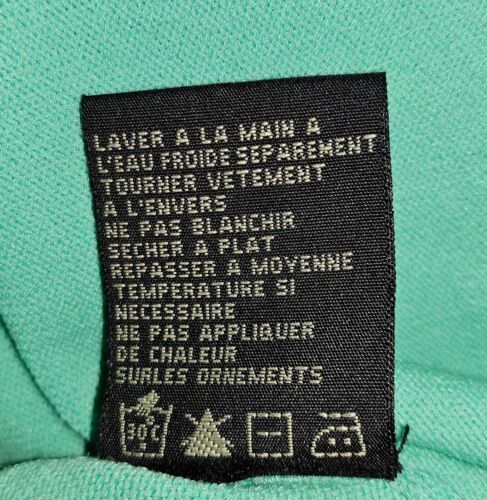 LAVER A LA MAIN A
L'EAU FROIDE SEPAREMENT
TOURNER VETEMENT
A L'ENVERS
NE PAS BLANCHIR
SECHER A PLAT
REPASSER A MOYENNE
TEMPERATURE SI
NECESSAIRE
NE PAS APPLIQUER
DE CHALEUR
SURLES ORNEMENTS
30°C